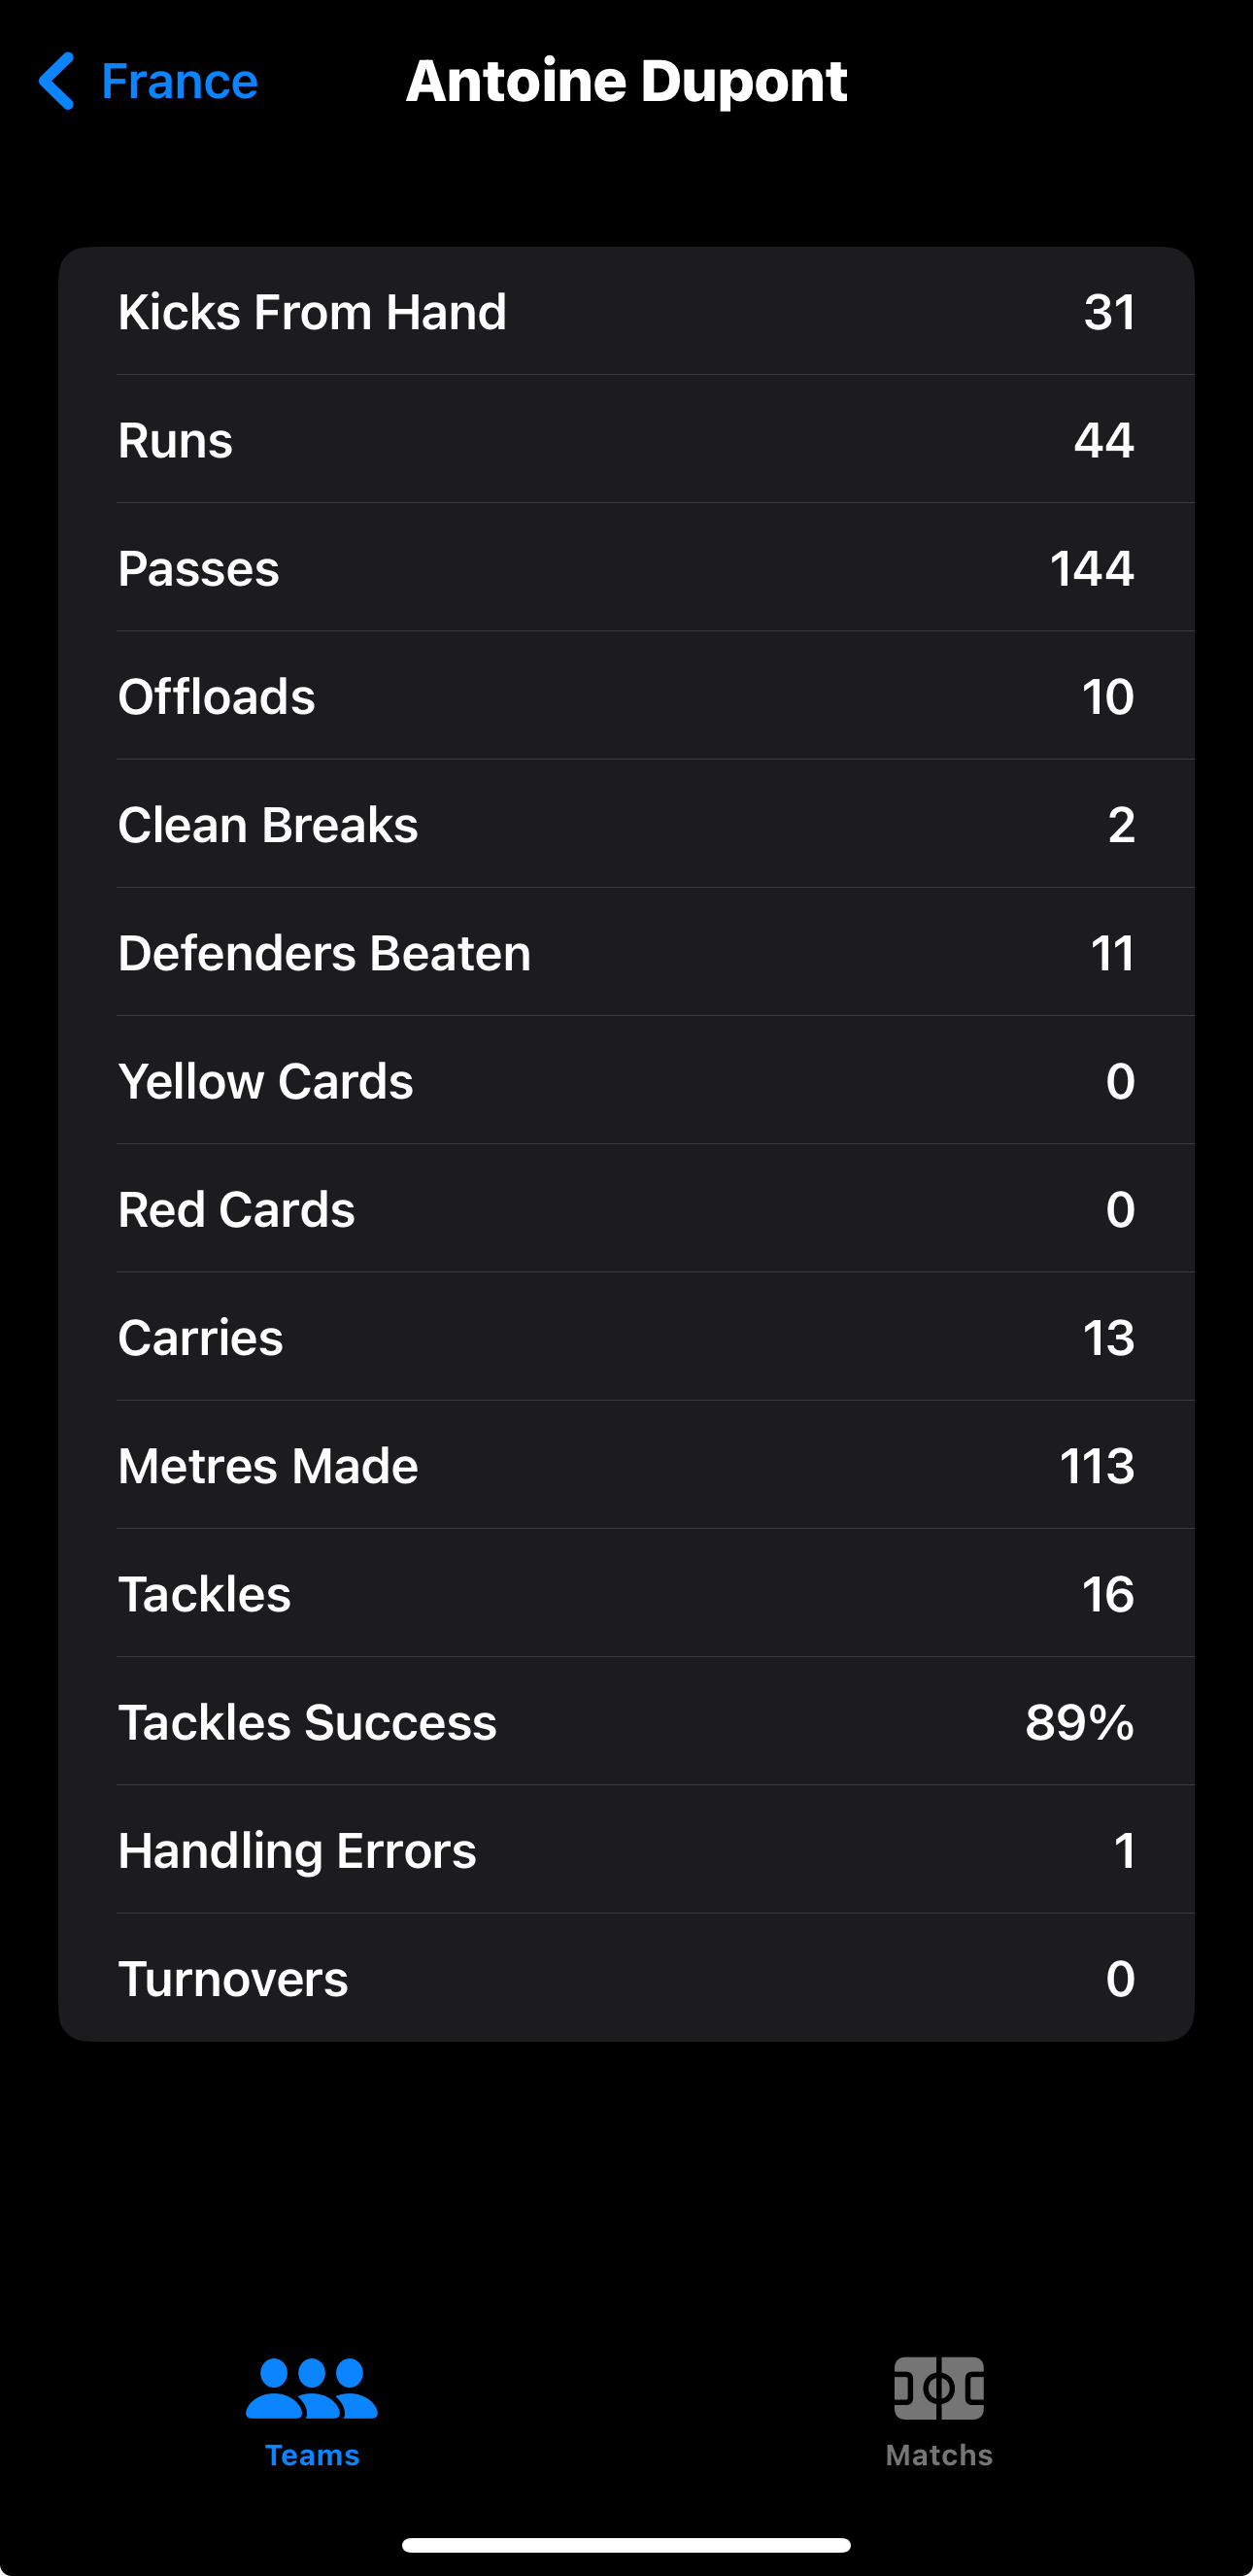 France
Antoine Dupont
Kicks From Hand 31
Runs 44
Passes 144
Offloads 10
Clean Breaks 2
Defenders Beaten 11
Yellow Cards 0
Red Cards 0
Carries 13
Metres Made 113
Tackles 16
Tackles Success 89%
Handling Errors 1
Turnovers 0
Teams
Matchs